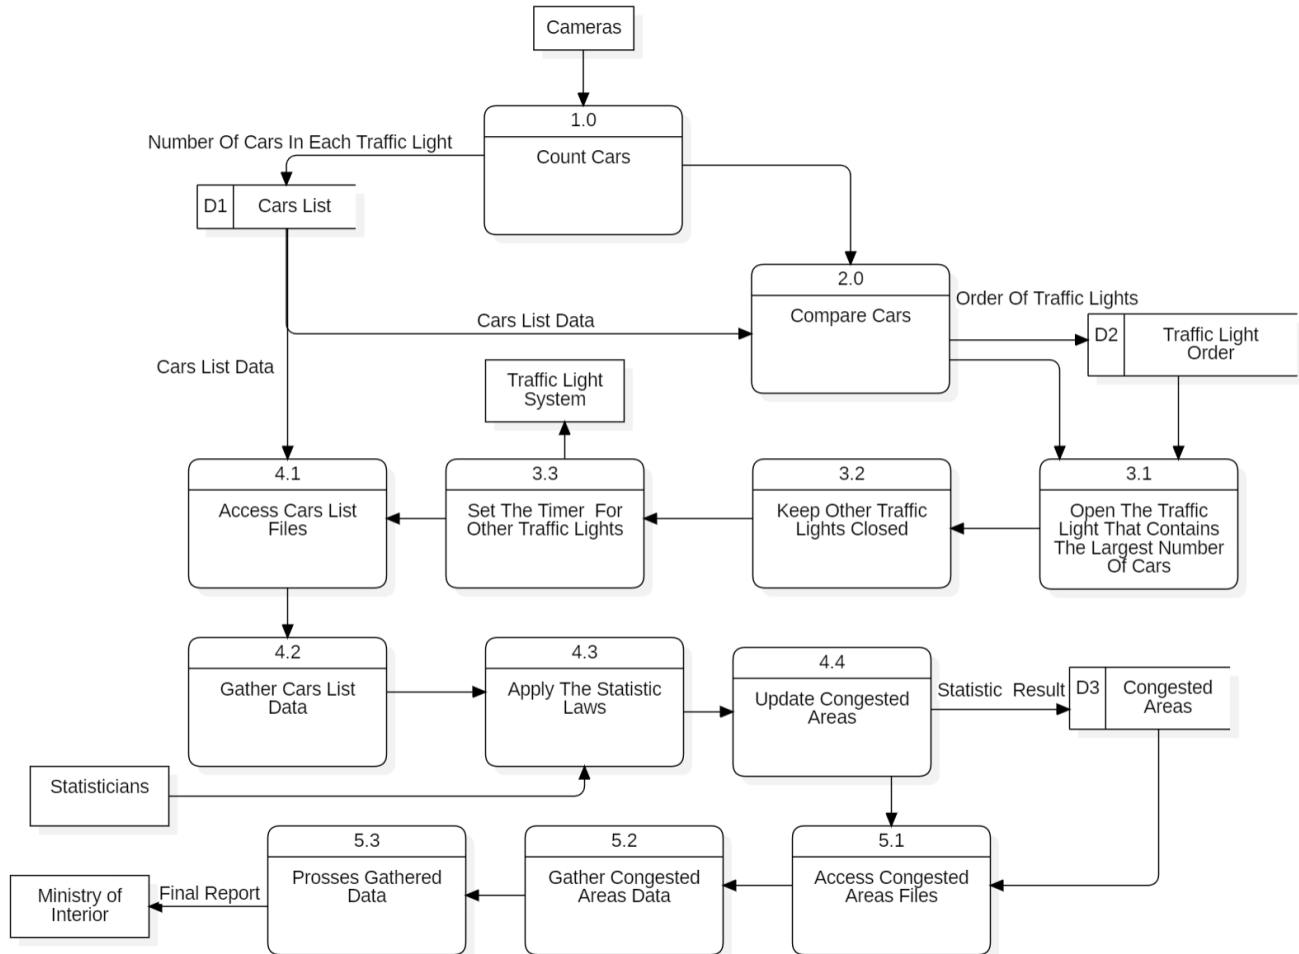 Cameras
1.0
Count Cars
Number Of Cars In Each Traffic Light
D1
Cars List
2.0
Compare Cars
Order Of Traffic Lights
D2
Traffic Light
Order
Cars List Data
Cars List Data
Traffic Light
System
4.1
Access Cars List
Files
3.3
Set The Timer  For
Other Traffic Lights
3.2
Keep Other Traffic
Lights Closed
3.1
Open The Traffic
Light That Contains
The Largest Number
Of Cars
4.2
Gather Cars List
Data
4.3
Apply The Statistic
Laws
4.4
Update Congested
Areas
Statistic  Result
D3
Congested
Areas
Statisticians
5.3
Prosses Gathered
Data
5.2
Gather Congested
Areas Data
5.1
Access Congested
Areas Files
Ministry of
Interior
Final Report